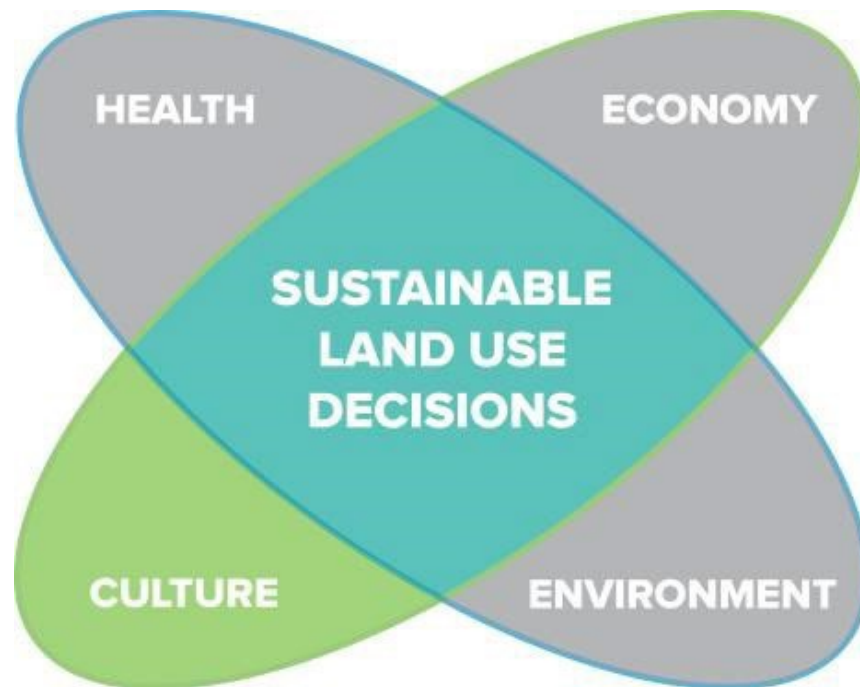 HEALTH
ECONOMY
SUSTAINABLE
LAND USE
DECISIONS
CULTURE
ENVIRONMENT